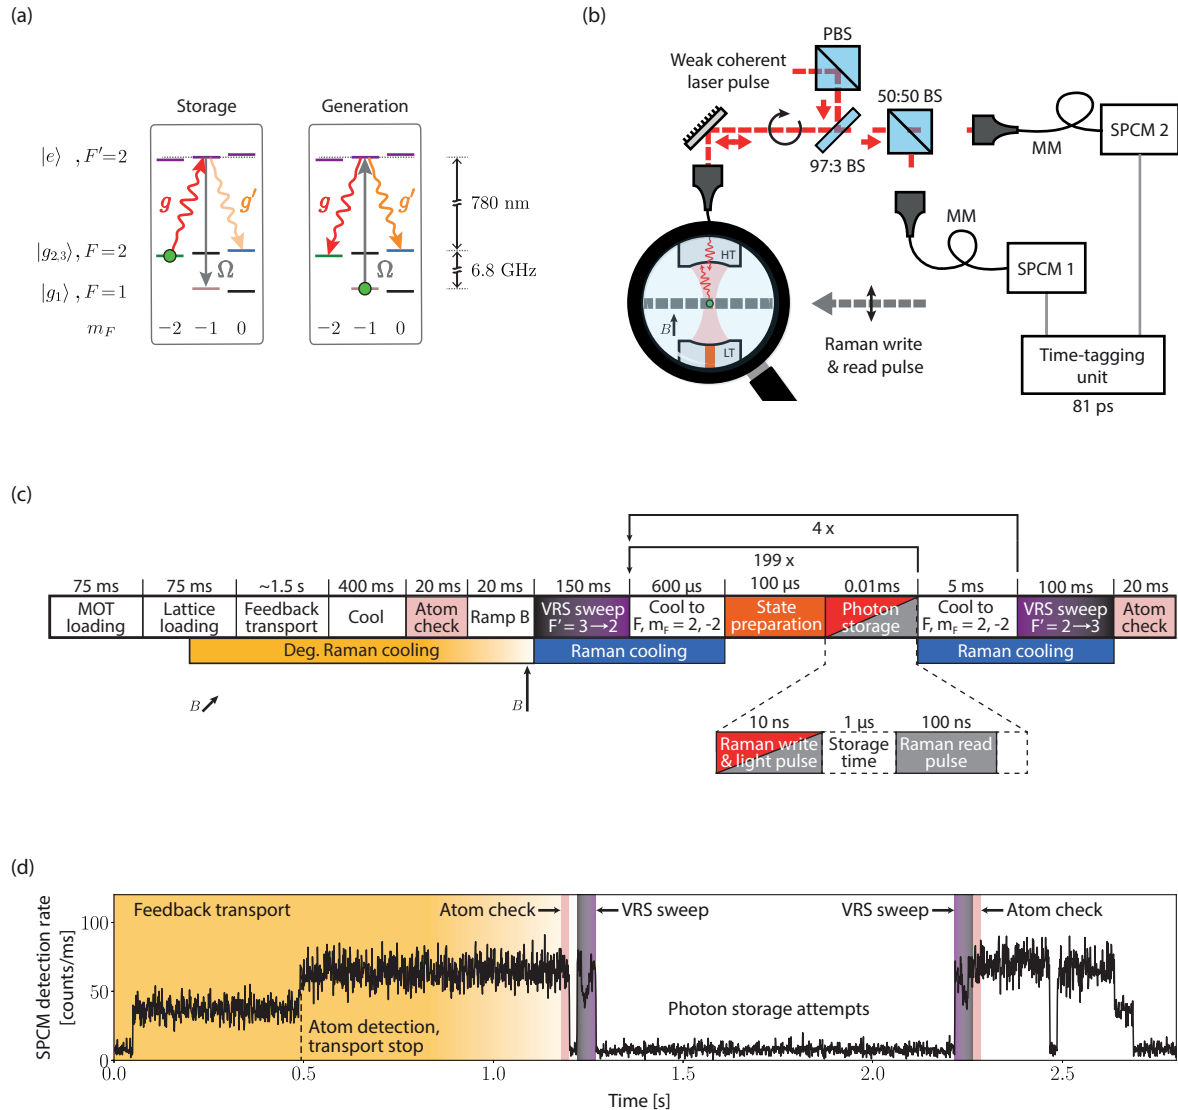 (a)
Storage
Generation
|e⟩ , F′=2
g
g′
g
g′
780 nm
|g₂,₃⟩, F=2
Ω
Ω
6.8 GHz
|g₁⟩, F=1
m_F
−2 −1 0
−2 −1 0
(b)
PBS
Weak coherent
laser pulse
50:50 BS
97:3 BS
MM
SPCM 2
MM
SPCM 1
HT
B
LT
Raman write
& read pulse
Time-tagging
unit
81 ps
(c)
4 x
199 x
75 ms 75 ms ~1.5 s 400 ms 20 ms 20 ms 150 ms 600 µs 100 µs 0.01ms 5 ms 100 ms 20 ms
MOT
loading
Lattice
loading
Feedback
transport
Cool
Atom
check
Ramp B
VRS sweep
F′ = 3→2
Cool to
F, mF = 2, -2
State
preparation
Photon
storage
Cool to
F, mF = 2, -2
VRS sweep
F′ = 2→3
Atom
check
Deg. Raman cooling
Raman cooling
Raman cooling
B
B
10 ns 1 µs 100 ns
Raman write
& light pulse
Storage
time
Raman read
pulse
(d)
SPCM detection rate
[counts/ms]
100
50
0
Feedback transport
Atom check
VRS sweep
VRS sweep
Atom check
Atom detection,
transport stop
Photon storage attempts
0.0 0.5 1.0 1.5 2.0 2.5
Time [s]